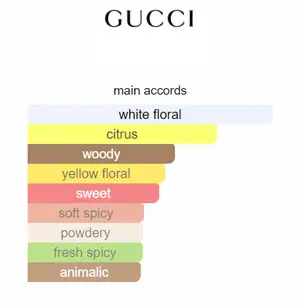 GUCCI
main accords
white floral
citrus
woody
yellow floral
sweet
soft spicy
powdery
fresh spicy
animalic